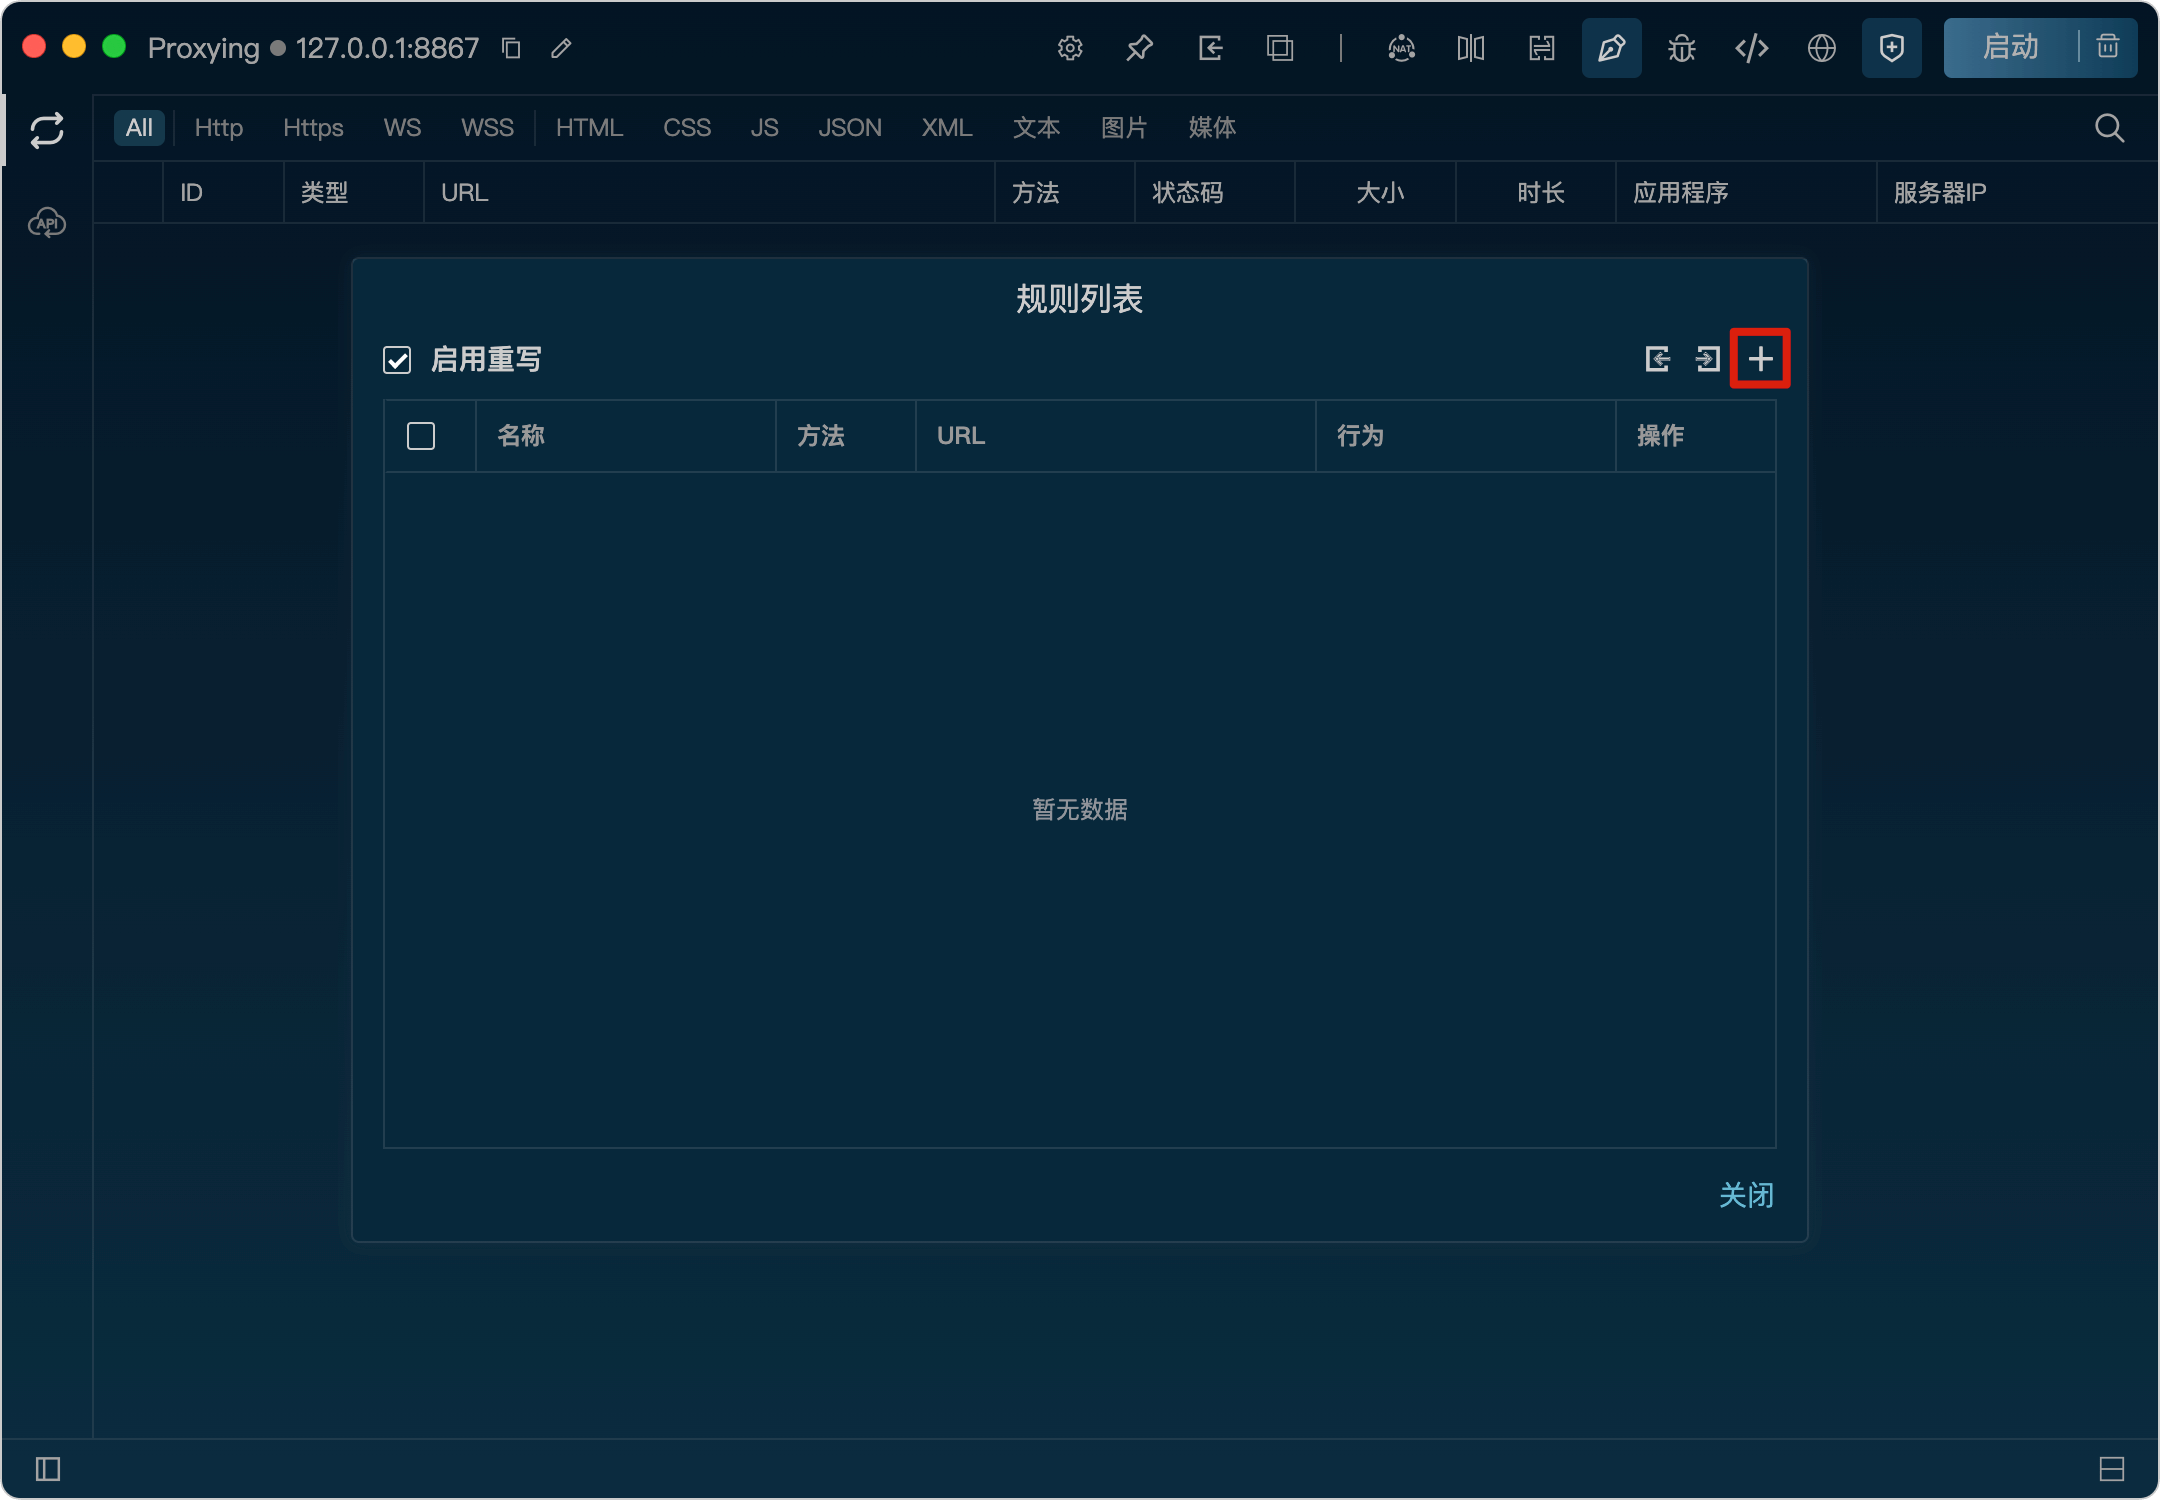 Proxying 127.0.0.1:8867
NAT
启动
All Http Https WS WSS HTML CSS JS JSON XML 文本 图片 媒体
API
ID 类型 URL 方法 状态码 大小 时长 应用程序 服务器IP
规则列表
启用重写
名称 方法 URL 行为 操作
暂无数据
关闭